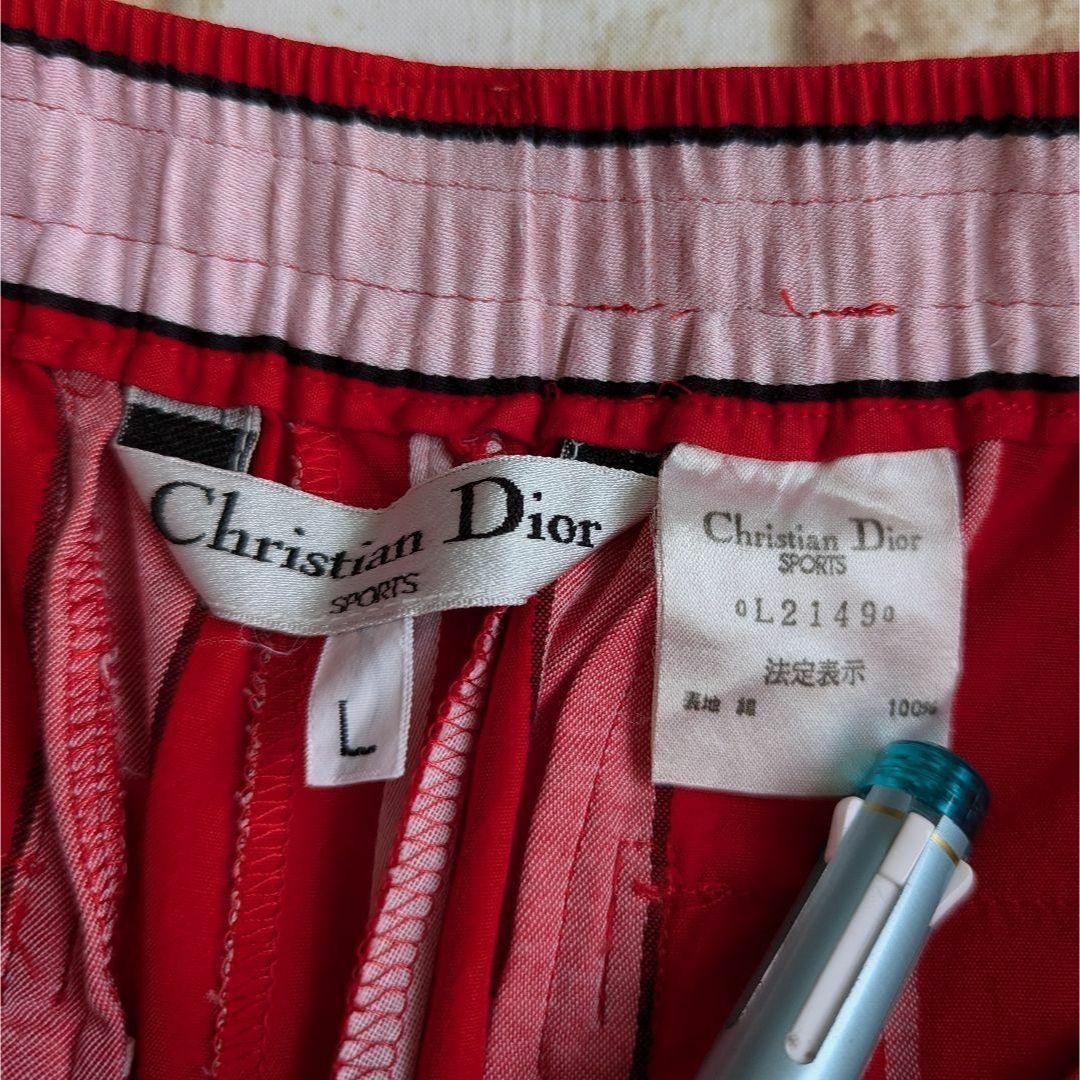 Christian Dior
SPORTS
L
Christian Dior
SPORTS
0L21490
法定表示
表地 綿 100%